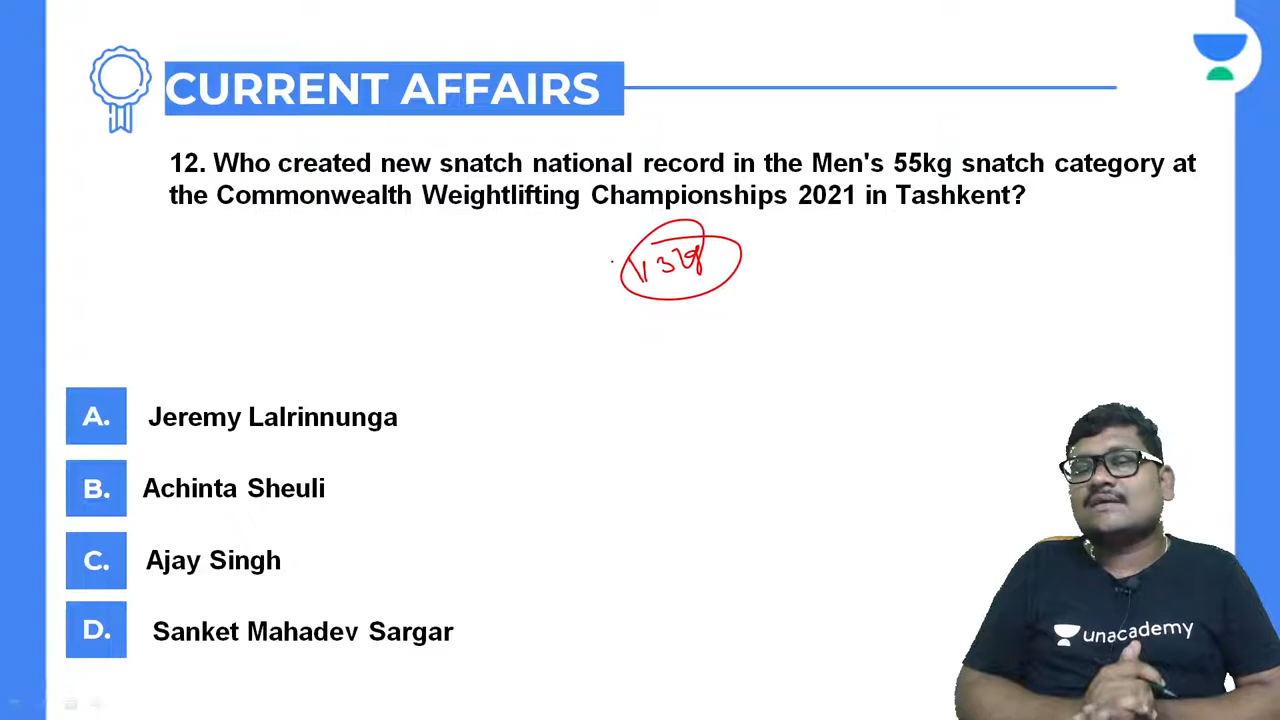 CURRENT AFFAIRS
12. Who created new snatch national record in the Men's 55kg snatch category at
the Commonwealth Weightlifting Championships 2021 in Tashkent?
113kg
A. Jeremy Lalrinnunga
B. Achinta Sheuli
C. Ajay Singh
D. Sanket Mahadev Sargar
unacademy